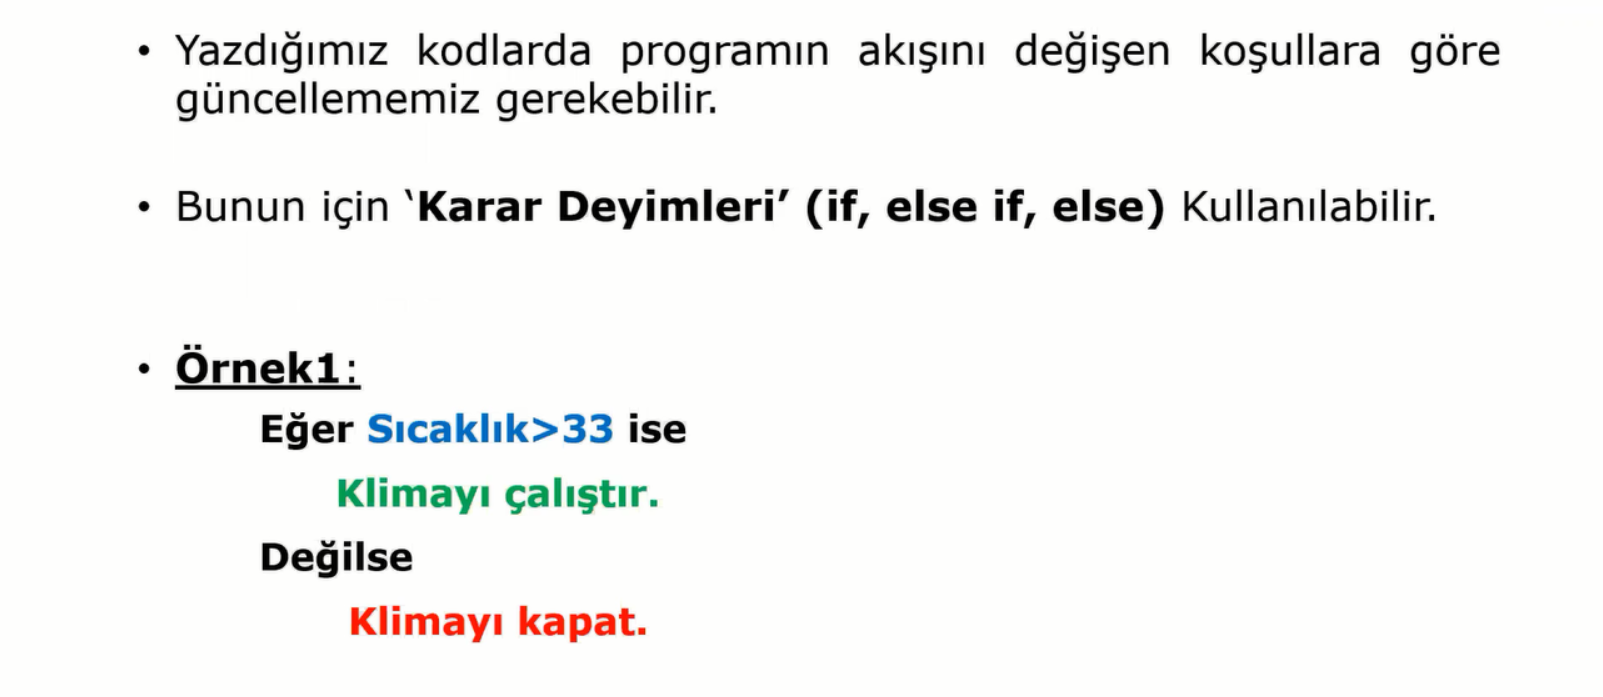 • Yazdığımız kodlarda programın akışını değişen koşullara göre
güncellememiz gerekebilir.
• Bunun için ‘Karar Deyimleri’ (if, else if, else) Kullanılabilir.
• Örnek1:
Eğer Sıcaklık>33 ise
Klimayı çalıştır.
Değilse
Klimayı kapat.